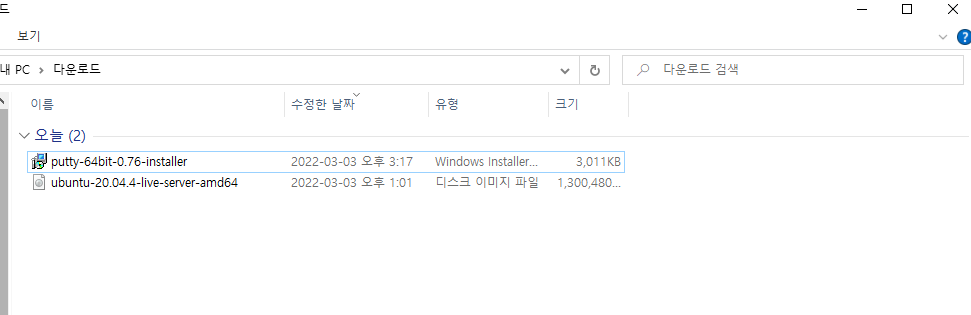 드
보기
내 PC > 다운로드
다운로드 검색
이름 수정한 날짜 유형 크기
오늘 (2)
putty-64bit-0.76-installer 2022-03-03 오후 3:17 Windows Installer... 3,011KB
ubuntu-20.04.4-live-server-amd64 2022-03-03 오후 1:01 디스크 이미지 파일 1,300,480...